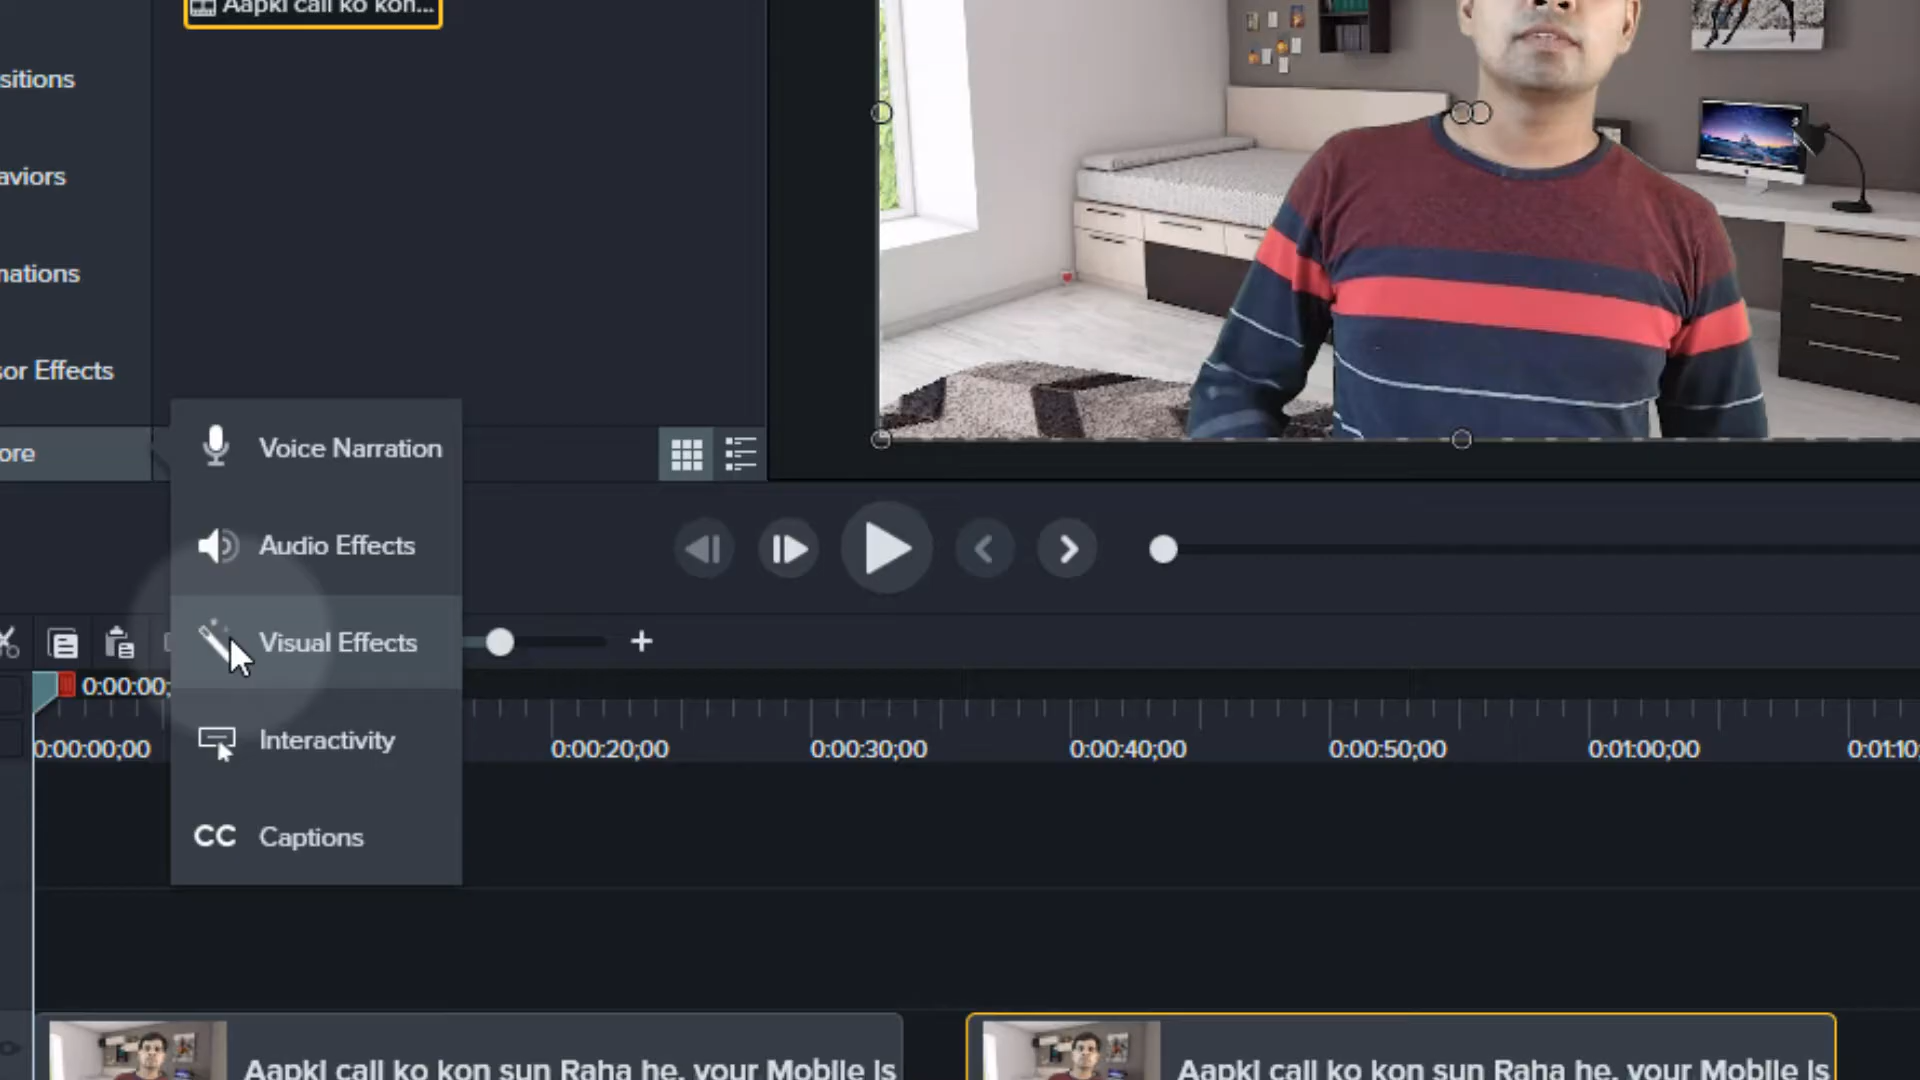 Aapki call ko kon...
sitions
aviors
nations
sor Effects
ore
Voice Narration
Audio Effects
Visual Effects
Interactivity
CC Captions
0:00:00;
0:00:00;00
0:00:20;00
0:00:30;00
0:00:40;00
0:00:50;00
0:01:00;00
0:01:10;
Aapki call ko kon sun Raha he, your Mobile is
Aapki call ko kon sun Raha he, your Mobile is